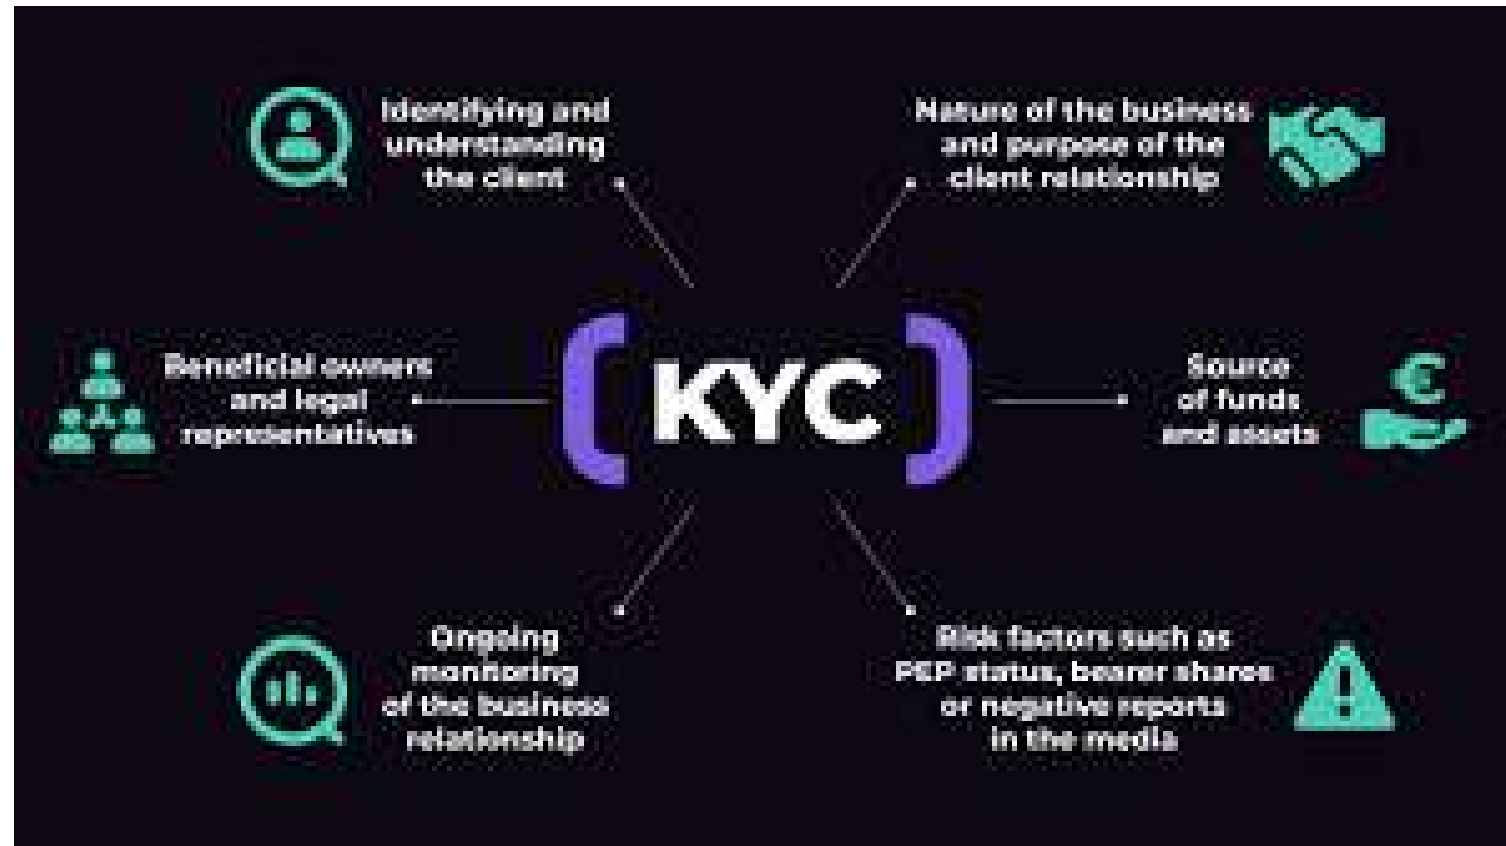 Identifying and
understanding
the client
Nature of the business
and purpose of the
client relationship
Beneficial owners
and legal
representatives
KYC
Source
of funds
and assets
€
Ongoing
monitoring
of the business
relationship
Risk factors such as
PEP status, bearer shares
or negative reports
in the media